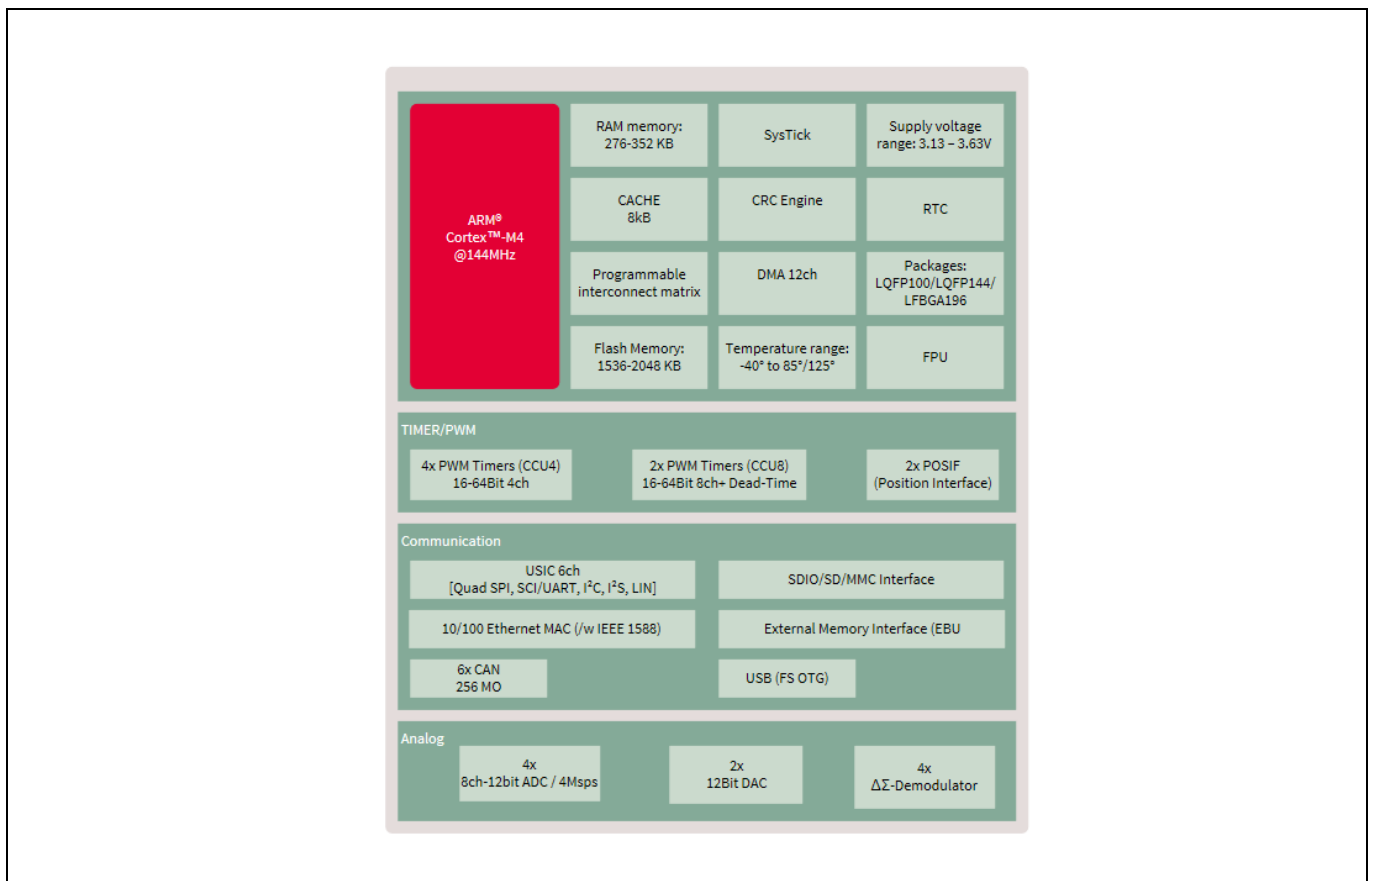 ARM® 
Cortex™-M4
@144MHz
RAM memory:
276-352 KB
SysTick
Supply voltage
range: 3.13 – 3.63V
CACHE
8kB
CRC Engine
RTC
Programmable
interconnect matrix
DMA 12ch
Packages:
LQFP100/LQFP144/
LFBGA196
Flash Memory:
1536-2048 KB
Temperature range:
-40° to 85°/125°
FPU
TIMER/PWM
4x PWM Timers (CCU4)
16-64Bit 4ch
2x PWM Timers (CCU8)
16-64Bit 8ch+ Dead-Time
2x POSIF
(Position Interface)
Communication
USIC 6ch
[Quad SPI, SCI/UART, I²C, I²S, LIN]
SDIO/SD/MMC Interface
10/100 Ethernet MAC (/w IEEE 1588)
External Memory Interface (EBU
6x CAN
256 MO
USB (FS OTG)
Analog
4x
8ch-12bit ADC / 4Msps
2x
12Bit DAC
4x
ΔΣ-Demodulator